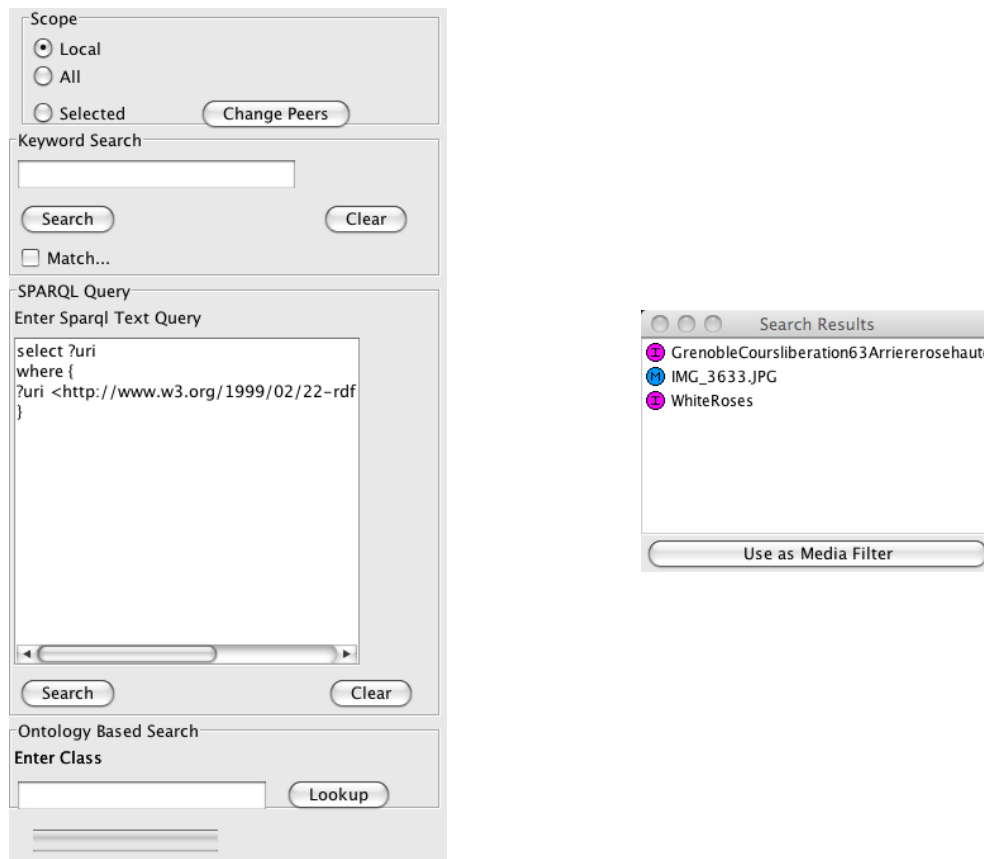 Scope
Local
All
Selected
Change Peers
Keyword Search
Search
Clear
Match...
SPARQL Query
Enter Sparql Text Query
select ?uri
where {
?uri <http://www.w3.org/1999/02/22-rdf
}
Search
Clear
Ontology Based Search
Enter Class
Lookup
Search Results
I GrenobleCoursliberation63Arriererosehaut
M IMG_3633.JPG
I WhiteRoses
Use as Media Filter